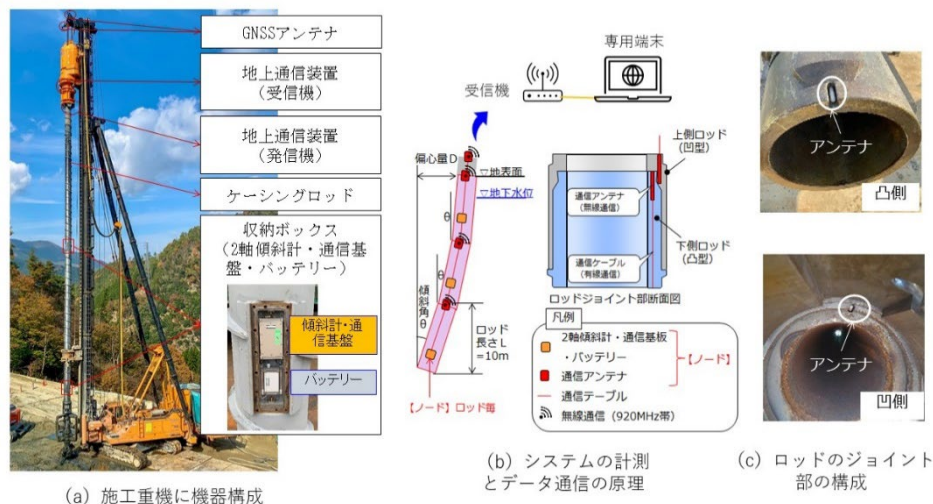 GNSSアンテナ
地上通信装置
（受信機）
地上通信装置
（発信機）
ケーシングロッド
収納ボックス
（2軸傾斜計・通信基
盤・バッテリー）
傾斜計・通
信基盤
バッテリー
(a) 施工重機に機器構成
専用端末
受信機
偏心量D
▽地表面
▽地下水位
θ
θ
傾斜角θ
ロッド
長さL
=10m
【ノード】ロッド毎
上側ロッド
（凹型）
通信アンテナ
（無線通信）
下側ロッド
（凸型）
通信ケーブル
（有線通信）
ロッドジョイント部断面図
凡例
2軸傾斜計・通信基板
・バッテリー
【ノード】
通信アンテナ
通信テーブル
無線通信（920MHz帯）
(b) システムの計測
とデータ通信の原理
アンテナ
凸側
アンテナ
凹側
(c) ロッドのジョイント
部の構成